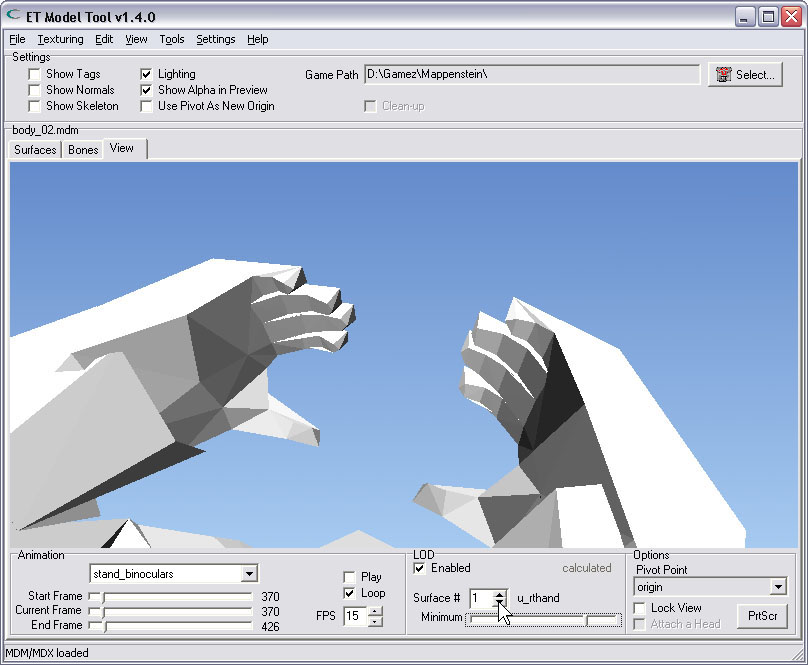 ET Model Tool v1.4.0
File Texturing Edit View Tools Settings Help
Settings
Show Tags Lighting Game Path D:\Gamez\Mappenstein\ Select...
Show Normals Show Alpha in Preview
Show Skeleton Use Pivot As New Origin Clean-up
body_02.mdm
Surfaces Bones View
Animation LOD Options
stand_binoculars Play Enabled calculated Pivot Point
Loop origin
Start Frame 370 Surface # 1 u_rthand Lock View
Current Frame 370 FPS 15 Minimum Attach a Head PrtScr
End Frame 426
MDM/MDX loaded